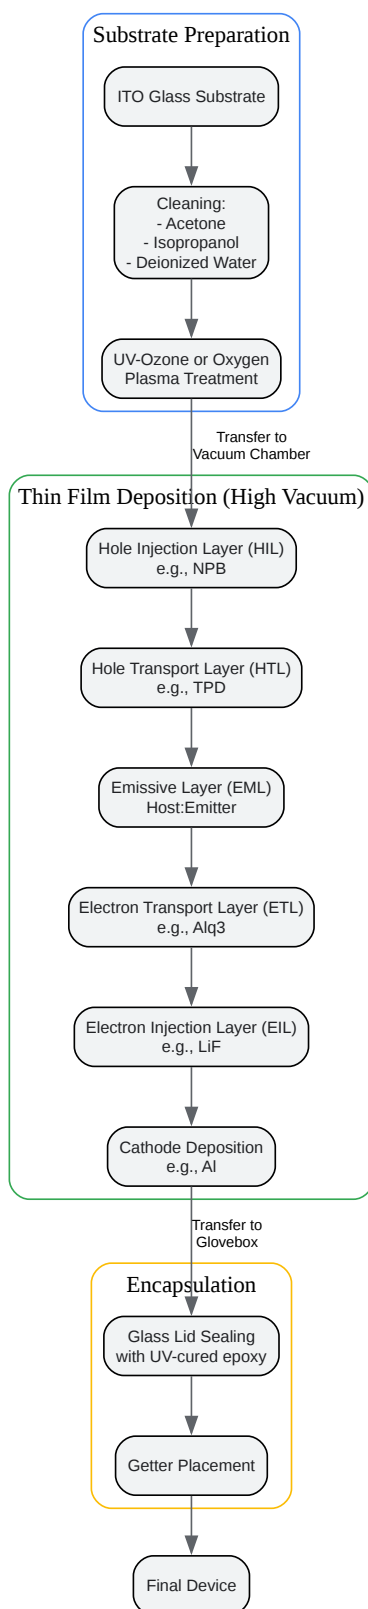 Substrate Preparation
ITO Glass Substrate
Cleaning:
- Acetone
- Isopropanol
- Deionized Water
UV-Ozone or Oxygen
Plasma Treatment
Transfer to
Vacuum Chamber
Thin Film Deposition (High Vacuum)
Hole Injection Layer (HIL)
e.g., NPB
Hole Transport Layer (HTL)
e.g., TPD
Emissive Layer (EML)
Host:Emitter
Electron Transport Layer (ETL)
e.g., Alq3
Electron Injection Layer (EIL)
e.g., LiF
Cathode Deposition
e.g., Al
Transfer to
Glovebox
Encapsulation
Glass Lid Sealing
with UV-cured epoxy
Getter Placement
Final Device